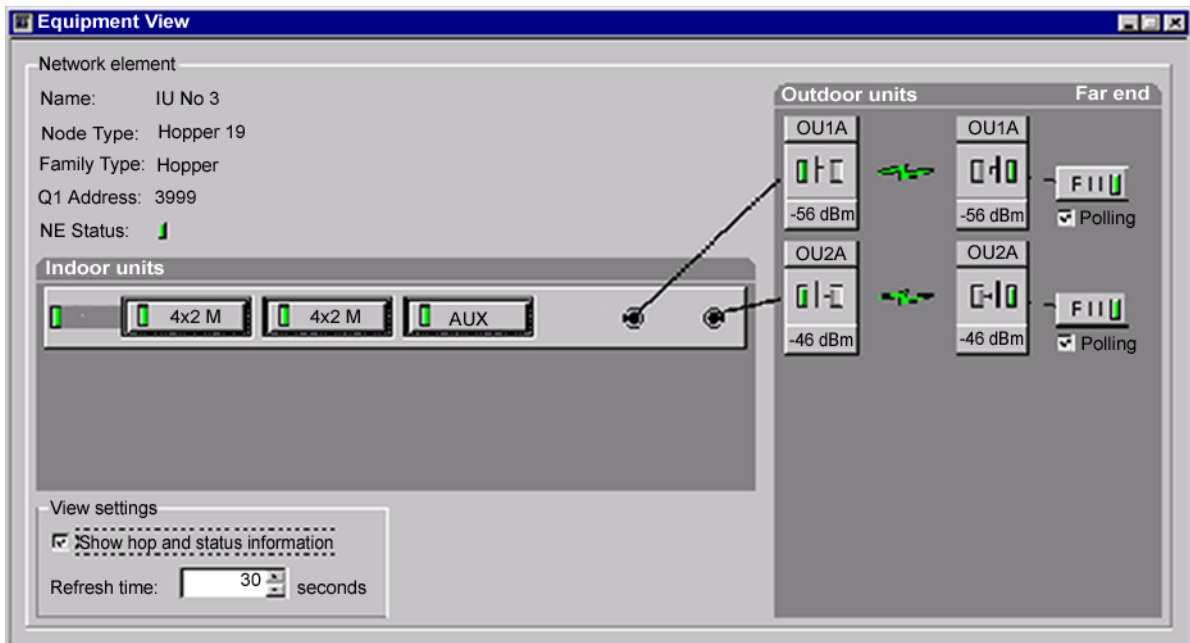 Equipment View
Network element
Name: IU No 3
Node Type: Hopper 19
Family Type: Hopper
Q1 Address: 3999
NE Status:
Indoor units
4x2 M 4x2 M AUX
Outdoor units Far end
OU1A OU1A
F I I
-56 dBm -56 dBm Polling
OU2A OU2A
F I I
-46 dBm -46 dBm Polling
View settings
Show hop and status information
Refresh time: 30 seconds